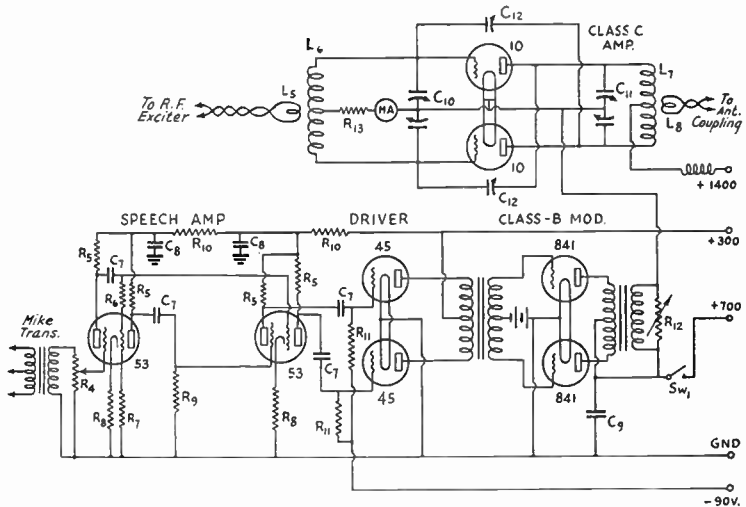 C12
L6
10
CLASS C
AMP.
L7
L5
To R.F.
Exciter
C10
C11
To
Ant.
Coupling
R13
MA
L8
10
C12
+1400
SPEECH AMP
DRIVER
CLASS-B MOD.
C8
R10
C8
R10
+300
45
841
R5
C7
R6
R5
C7
R5
R5
C7
+700
Mike
Trans.
R11
R12
R4
53
53
C7
R9
45
841
Sw1
R8
R7
R8
R11
C9
GND
-90V.